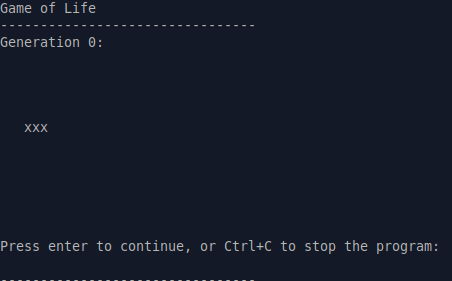 Game of Life
--------------------------------
Generation 0:
xxx
Press enter to continue, or Ctrl+C to stop the program:
--------------------------------